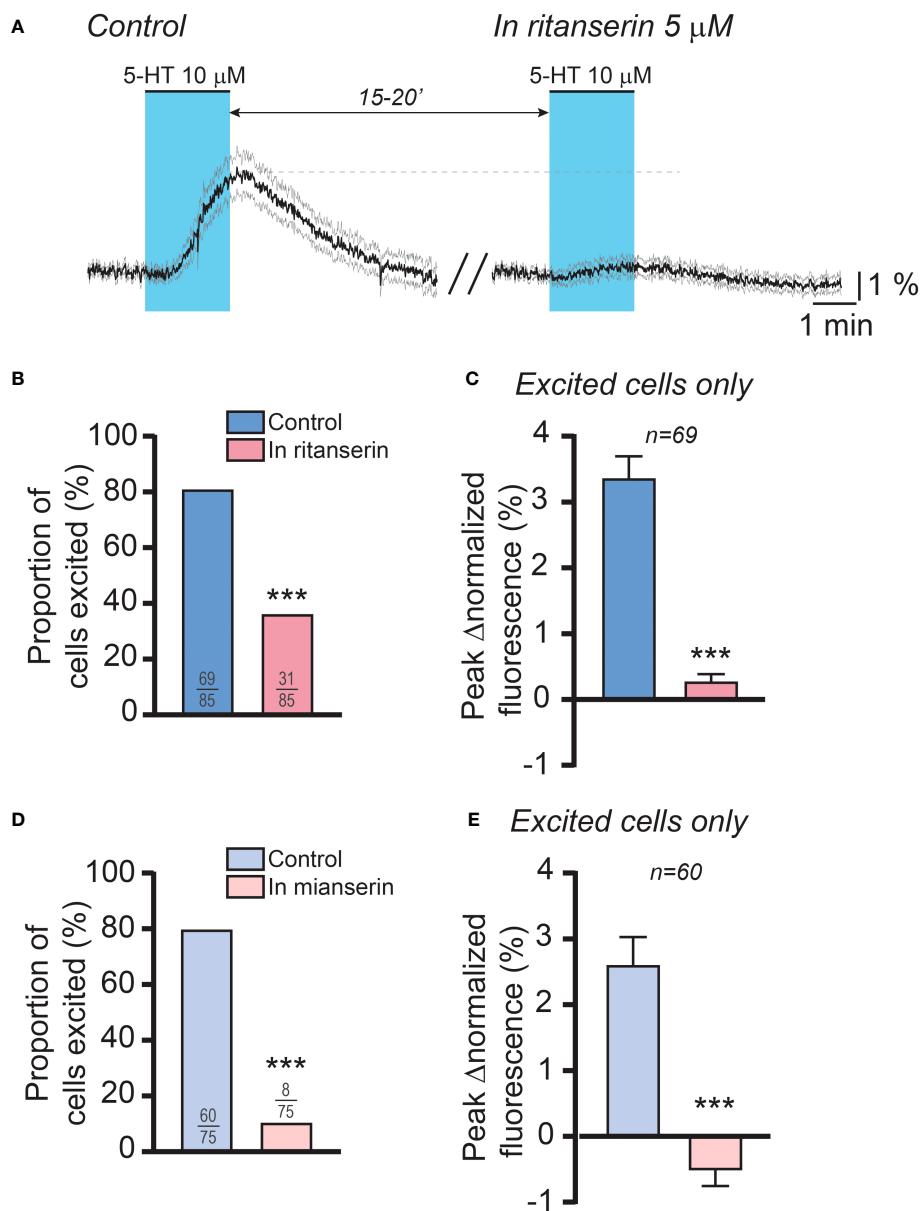 A
Control
In ritanserin 5 μM
5-HT 10 μM
15-20'
5-HT 10 μM
1 %
1 min
B
Control
In ritanserin
Proportion of
cells excited (%)
100
80
60
40
20
0
***
69
85
31
85
C
Excited cells only
n=69
Peak Δnormalized
fluorescence (%)
4
3
2
1
0
-1
***
D
Control
In mianserin
Proportion of
cells excited (%)
100
80
60
40
20
0
***
60
75
8
75
E
Excited cells only
n=60
Peak Δnormalized
fluorescence (%)
4
3
2
1
0
-1
***